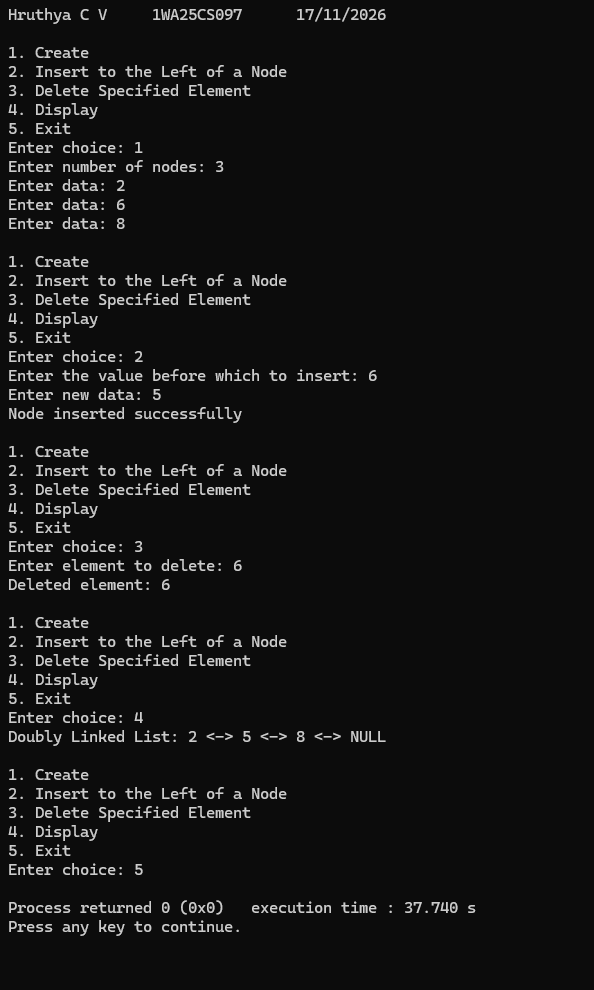 Hruthya C V     1WA25CS097      17/11/2026

1. Create
2. Insert to the Left of a Node
3. Delete Specified Element
4. Display
5. Exit
Enter choice: 1
Enter number of nodes: 3
Enter data: 2
Enter data: 6
Enter data: 8

1. Create
2. Insert to the Left of a Node
3. Delete Specified Element
4. Display
5. Exit
Enter choice: 2
Enter the value before which to insert: 6
Enter new data: 5
Node inserted successfully

1. Create
2. Insert to the Left of a Node
3. Delete Specified Element
4. Display
5. Exit
Enter choice: 3
Enter element to delete: 6
Deleted element: 6

1. Create
2. Insert to the Left of a Node
3. Delete Specified Element
4. Display
5. Exit
Enter choice: 4
Doubly Linked List: 2 <-> 5 <-> 8 <-> NULL

1. Create
2. Insert to the Left of a Node
3. Delete Specified Element
4. Display
5. Exit
Enter choice: 5

Process returned 0 (0x0)   execution time : 37.740 s
Press any key to continue.